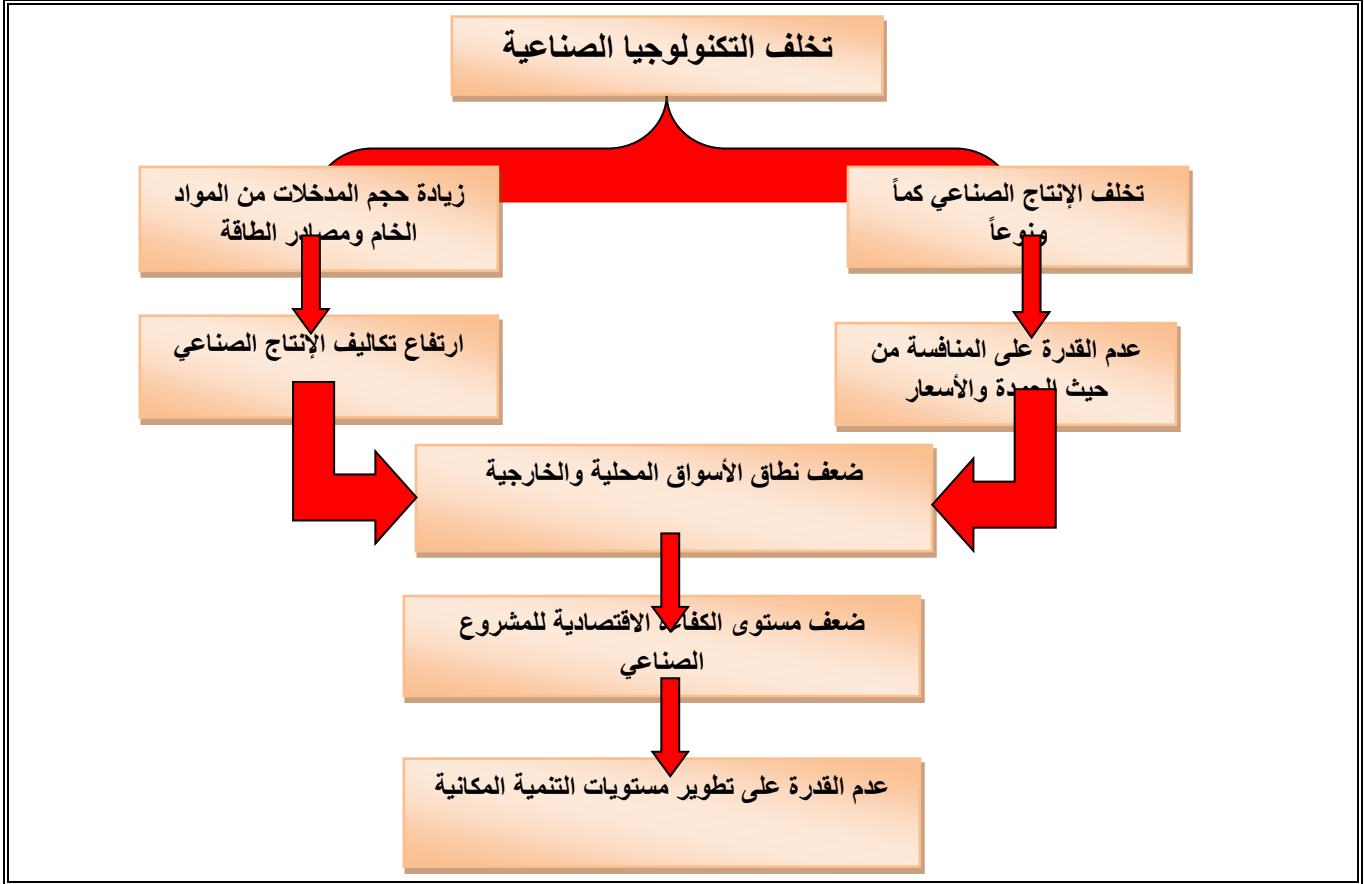 تخلف التكنولوجيا الصناعية
تخلف الإنتاج الصناعي كماً
ونوعاً
زيادة حجم المدخلات من المواد
الخام ومصادر الطاقة
عدم القدرة على المنافسة من
حيث الجودة والأسعار
ارتفاع تكاليف الإنتاج الصناعي
ضعف نطاق الأسواق المحلية والخارجية
ضعف مستوى الكفاءة الاقتصادية للمشروع
الصناعي
عدم القدرة على تطوير مستويات التنمية المكانية